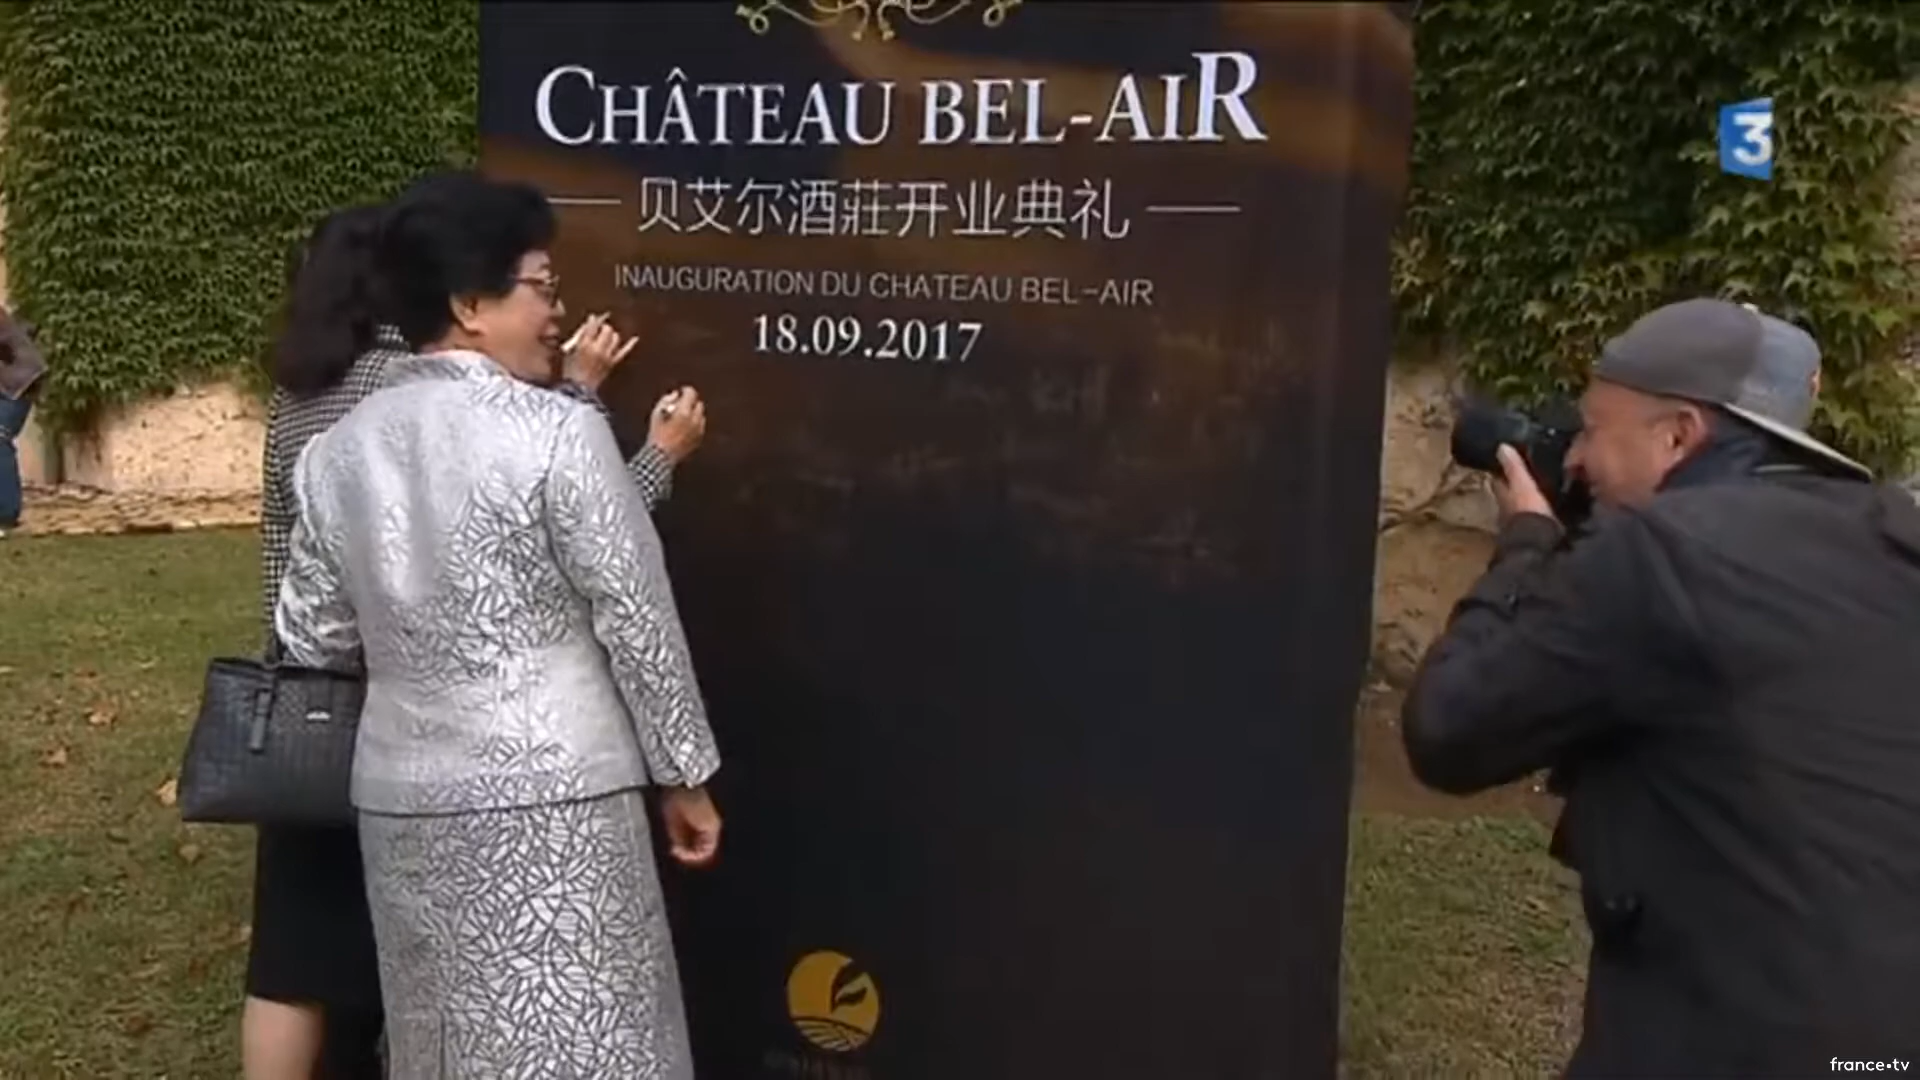 CHÂTEAU BEL-AIR
贝艾尔酒莊开业典礼
INAUGURATION DU CHATEAU BEL-AIR
18.09.2017
3
france•tv